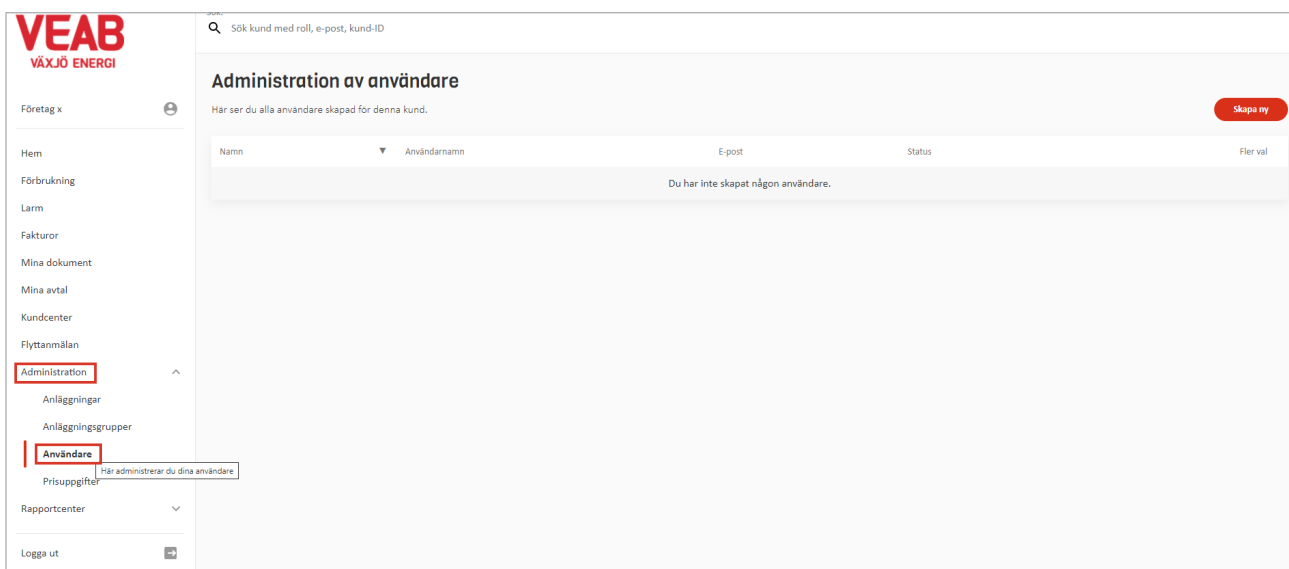 VEAB
VÄXJÖ ENERGI
Sök kund med roll, e-post, kund-ID
Företag x
Hem
Förbrukning
Larm
Fakturor
Mina dokument
Mina avtal
Kundcenter
Flyttanmälan
Administration
Anläggningar
Anläggningsgrupper
Användare
Här administrerar du dina användare
Prisuppgifter
Rapportcenter
Logga ut
Administration av användare
Här ser du alla användare skapad för denna kund.
Skapa ny
Namn ▼ Användarnamn E-post Status Fler val
Du har inte skapat någon användare.